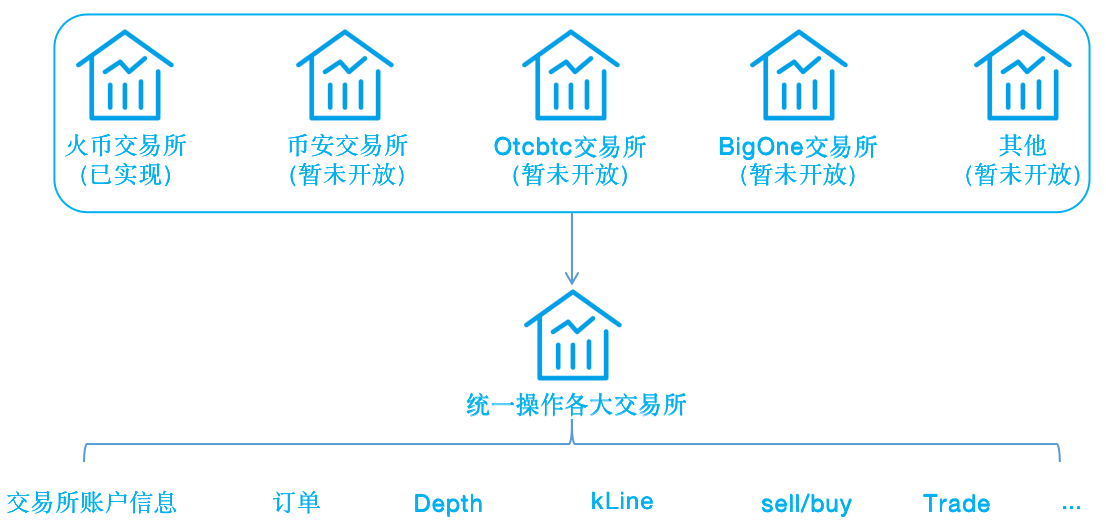 火币交易所
(已实现)
币安交易所
(暂未开放)
Otcbtc交易所
(暂未开放)
BigOne交易所
(暂未开放)
其他
(暂未开放)
统一操作各大交易所
交易所账户信息
订单
Depth
kLine
sell/buy
Trade
...